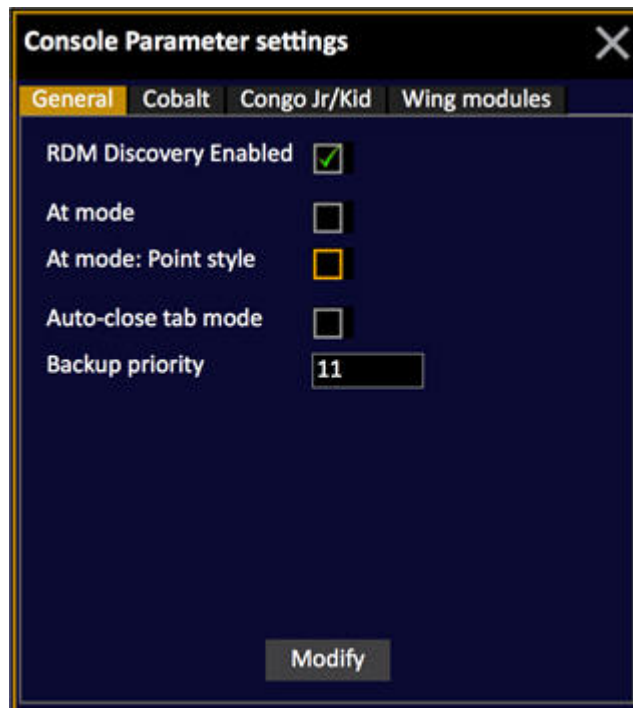 Console Parameter settings
General Cobalt Congo Jr/Kid Wing modules
RDM Discovery Enabled
At mode
At mode: Point style
Auto-close tab mode
Backup priority 11
Modify